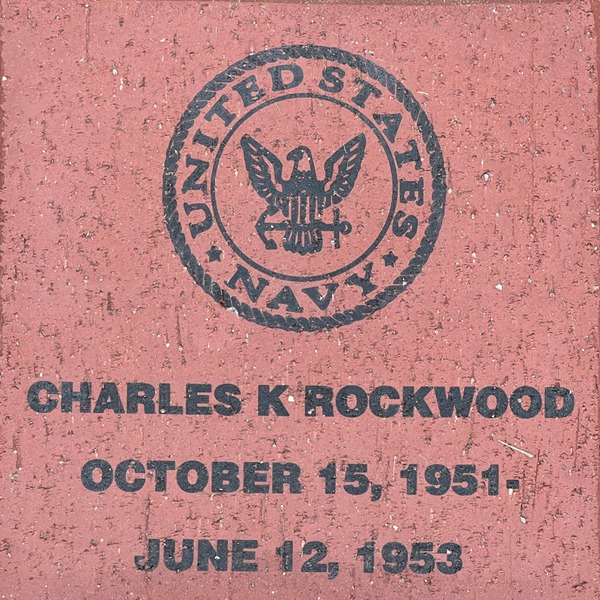 UNITED STATES
NAVY
CHARLES K ROCKWOOD
OCTOBER 15, 1951-
JUNE 12, 1953